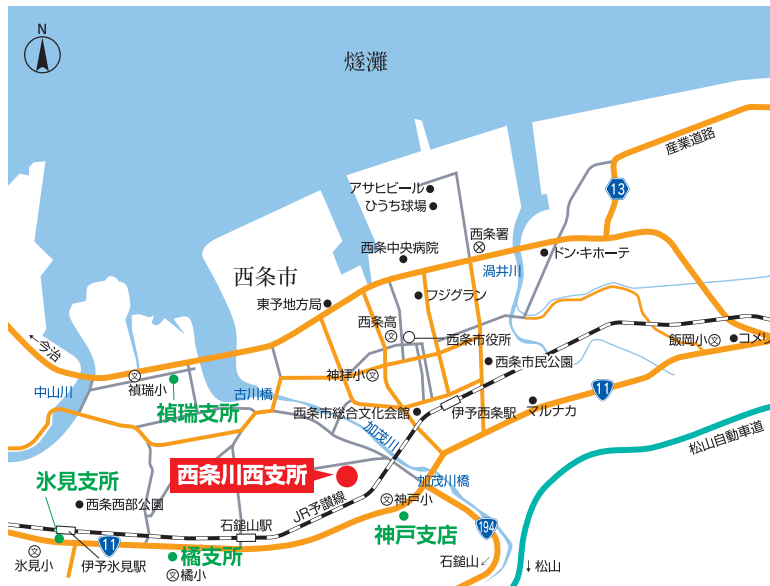 N
燧灘
産業道路
13
アサヒビール
ひうち球場
西条署
西条中央病院
ドン・キホーテ
渦井川
西条市
東予地方局
フジグラン
西条高
文
西条市役所
飯岡小
文
コメリ
←今治
文
禎瑞小
中山川
禎瑞支所
古川橋
神拝小
文
西条市民公園
11
西条市総合文化会館
伊予西条駅
マルナカ
加茂川
松山自動車道
西条川西支所
加茂川橋
氷見支所
西条西部公園
JR予讃線
文
神戸小
神戸支店
194
石鎚山駅
11
伊予氷見駅
文
氷見小
橘支所
文
橘小
石鎚山↙
↓松山